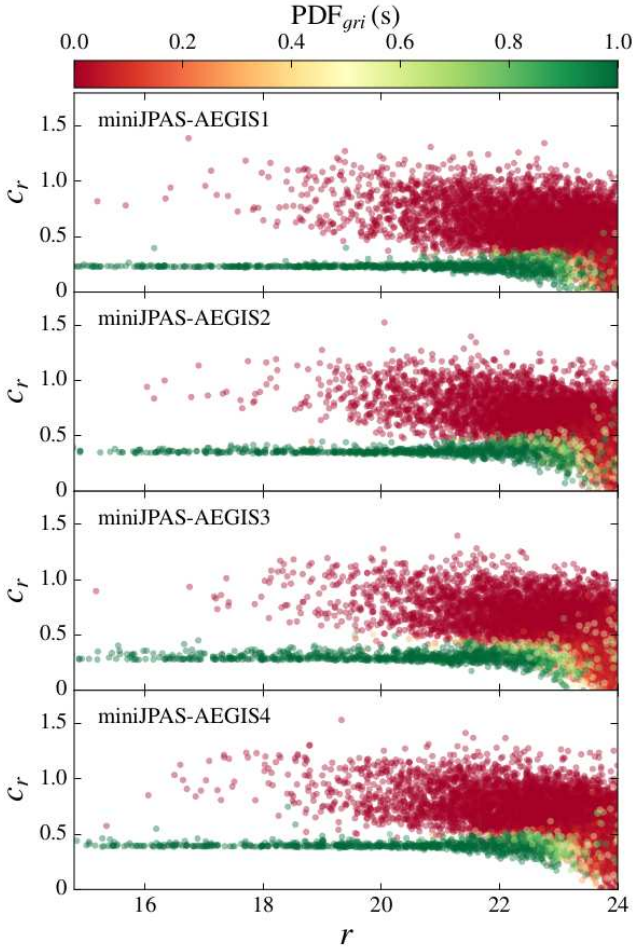 PDF_gri (s)
0.0 0.2 0.4 0.6 0.8 1.0
miniJPAS-AEGIS1
1.5
1.0
0.5
0
c_r
miniJPAS-AEGIS2
1.5
1.0
0.5
0
c_r
miniJPAS-AEGIS3
1.5
1.0
0.5
0
c_r
miniJPAS-AEGIS4
1.5
1.0
0.5
0
c_r
16 18 20 22 24
r